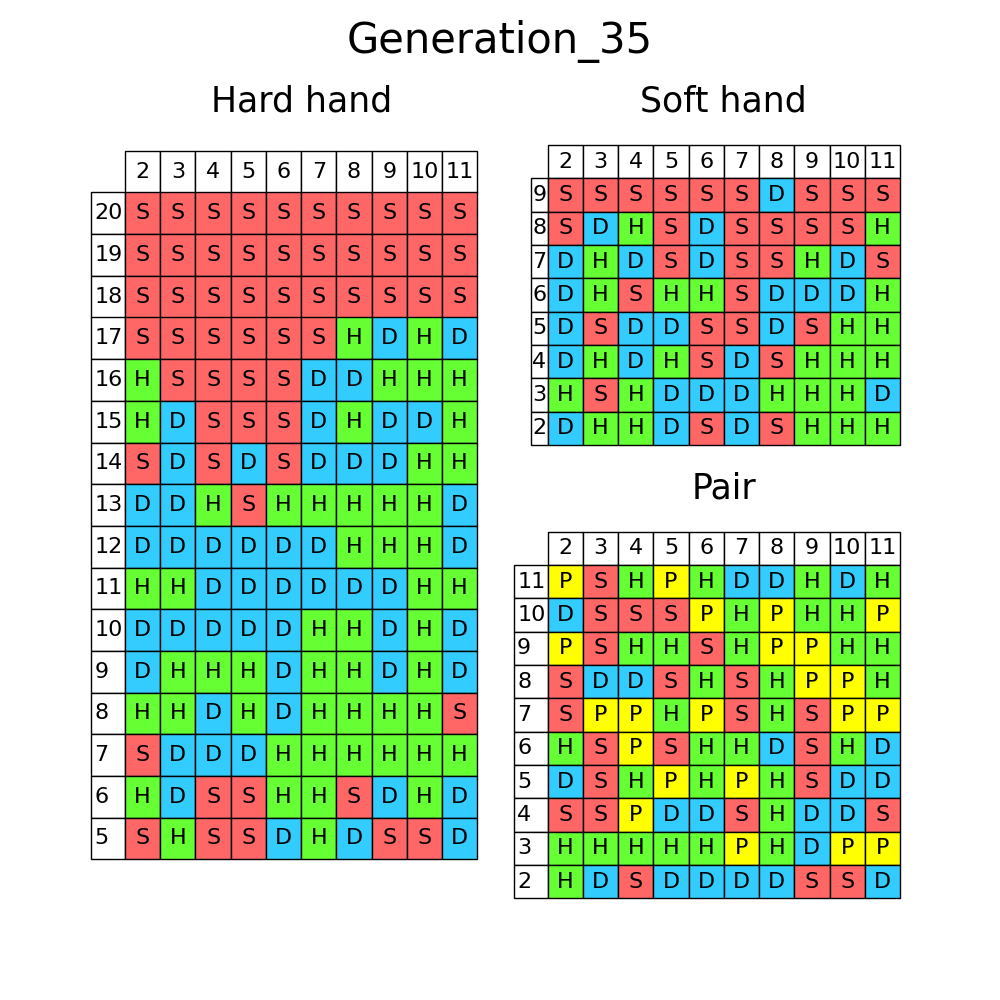 Generation_35
Hard hand
2 3 4 5 6 7 8 9 10 11
20 S S S S S S S S S S
19 S S S S S S S S S S
18 S S S S S S S S S S
17 S S S S S S H D H D
16 H S S S S D D H H H
15 H D S S S D H D D H
14 S D S D S D D D H H
13 D D H S H H H H H D
12 D D D D D D H H H D
11 H H D D D D D D H H
10 D D D D D H H D H D
9 D H H H D H H D H D
8 H H D H D H H H H S
7 S D D D H H H H H H
6 H D S S H H S D H D
5 S H S S D H D S S D
Soft hand
2 3 4 5 6 7 8 9 10 11
9 S S S S S S D S S S
8 S D H S D S S S S H
7 D H D S D S S H D S
6 D H S H H S D D D H
5 D S D D S S D S H H
4 D H D H S D S H H H
3 H S H D D D H H H D
2 D H H D S D S H H H
Pair
2 3 4 5 6 7 8 9 10 11
11 P S H P H D D H D H
10 D S S S P H P H H P
9 P S H H S H P P H H
8 S D D S H S H P P H
7 S P P H P S H S P P
6 H S P S H H D S H D
5 D S H P H P H S D D
4 S S P D D S H D D S
3 H H H H H P H D P P
2 H D S D D D D S S D